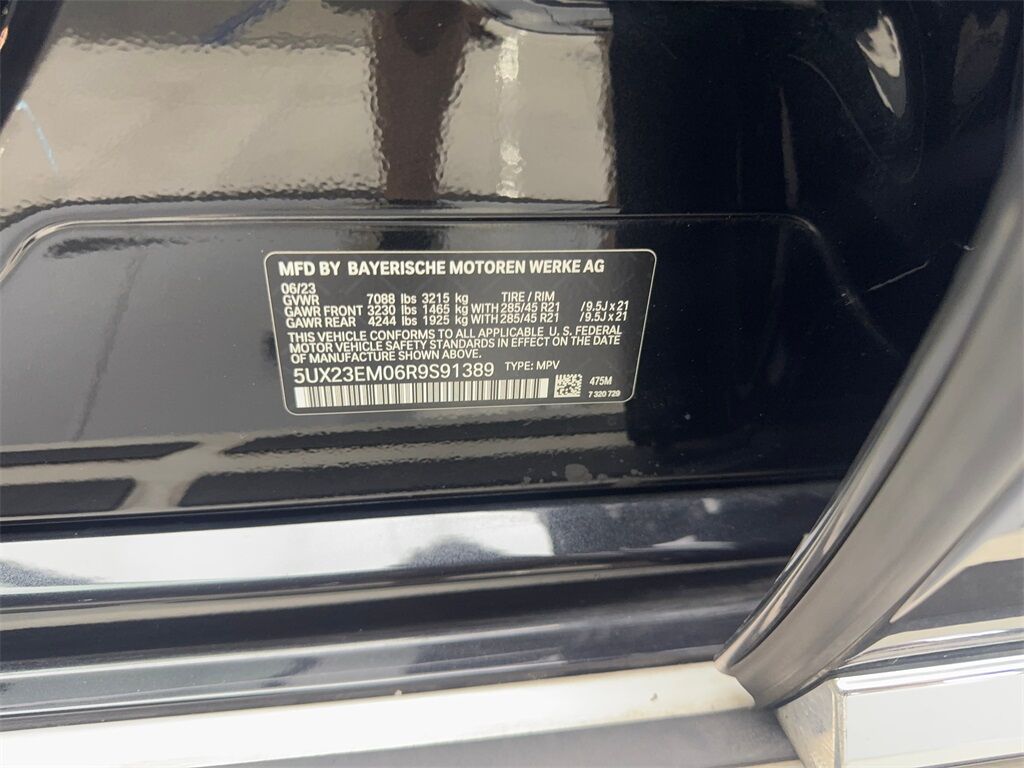 MFD BY BAYERISCHE MOTOREN WERKE AG
06/23
GVWR 7088 lbs 3215 kg TIRE / RIM
GAWR FRONT 3230 lbs 1465 kg WITH 285/45 R21 /9.5J x 21
GAWR REAR 4244 lbs 1925 kg WITH 285/45 R21 /9.5J x 21
THIS VEHICLE CONFORMS TO ALL APPLICABLE U. S. FEDERAL
MOTOR VEHICLE SAFETY STANDARDS IN EFFECT ON THE DATE
OF MANUFACTURE SHOWN ABOVE.
5UX23EM06R9S91389 TYPE: MPV
475M
7 320 729